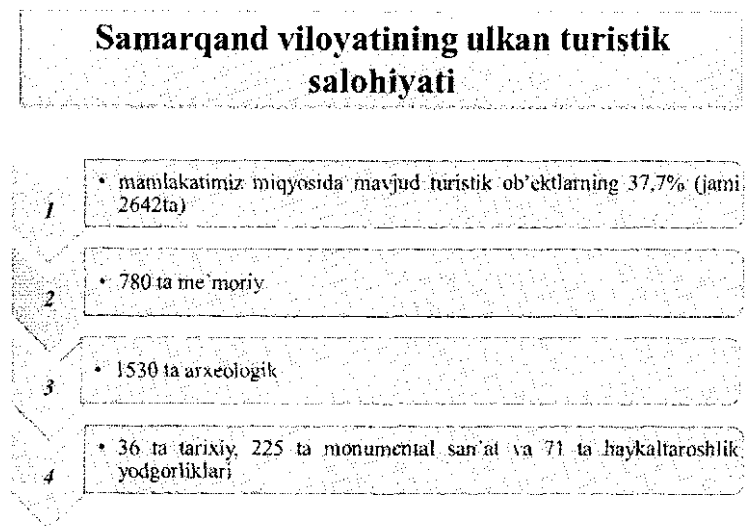 Samarqand viloyatining ulkan turistik
salohiyati
1
• mamlakatimiz miqyosida mavjud turistik ob'ektlarning 37,7% (jami
2642ta)
2
• 780 ta me`moriy
3
• 1530 ta arxeologik
4
• 36 ta tarixiy, 225 ta monumental san'at va 71 ta haykaltaroshlik
yodgorliklari